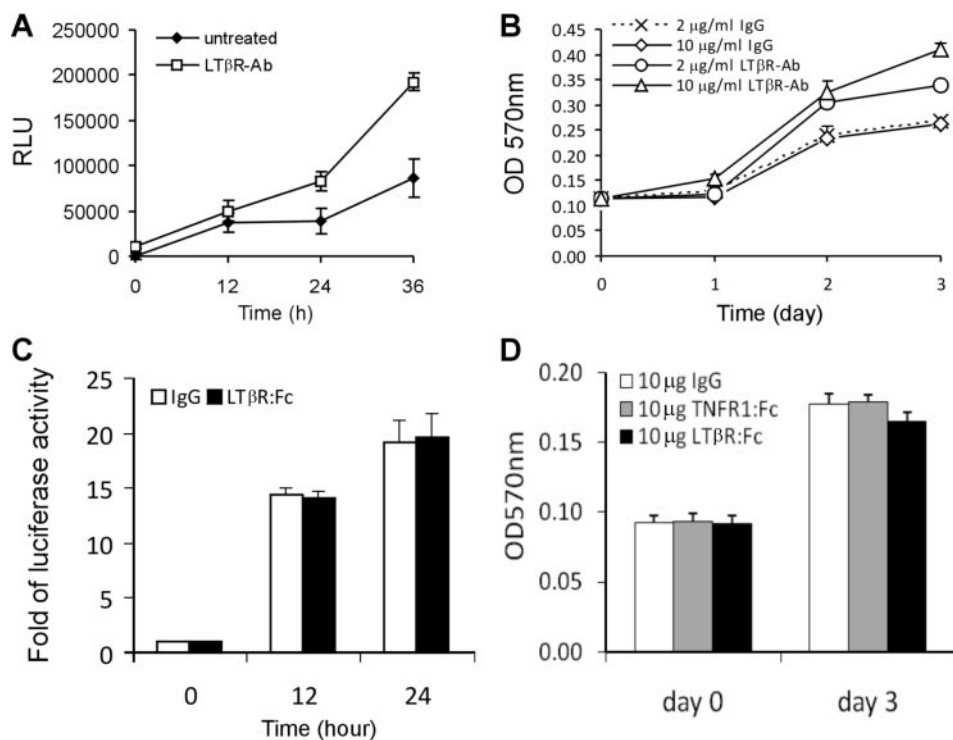 A
250000
200000
150000
100000
50000
0
RLU
untreated
LTβR-Ab
0 12 24 36
Time (h)
B
0.45
0.40
0.35
0.30
0.25
0.20
0.15
0.10
0.05
0.00
OD 570nm
2 µg/ml IgG
10 µg/ml IgG
2 µg/ml LTβR-Ab
10 µg/ml LTβR-Ab
0 1 2 3
Time (day)
C
25
20
15
10
5
0
Fold of luciferase activity
IgG LTβR:Fc
0 12 24
Time (hour)
D
0.20
0.15
0.10
0.05
0.00
OD570nm
10 µg IgG
10 µg TNFR1:Fc
10 µg LTβR:Fc
day 0 day 3